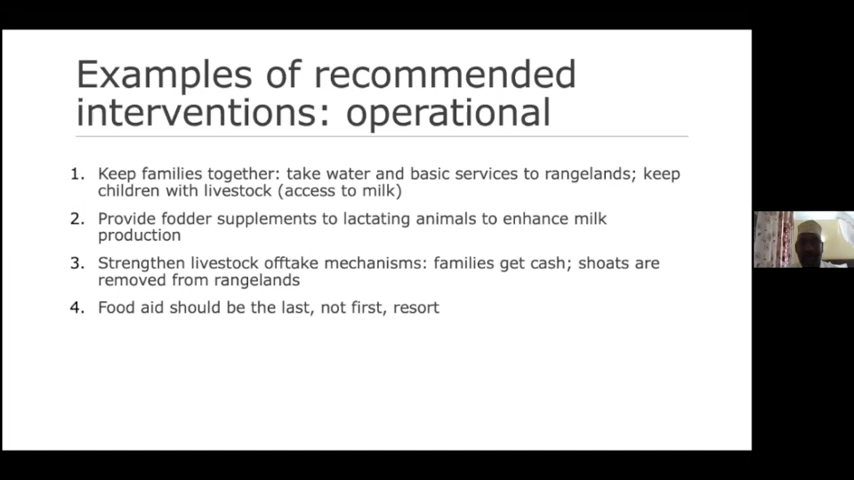 Examples of recommended
interventions: operational
1. Keep families together: take water and basic services to rangelands; keep
children with livestock (access to milk)
2. Provide fodder supplements to lactating animals to enhance milk
production
3. Strengthen livestock offtake mechanisms: families get cash; shoats are
removed from rangelands
4. Food aid should be the last, not first, resort